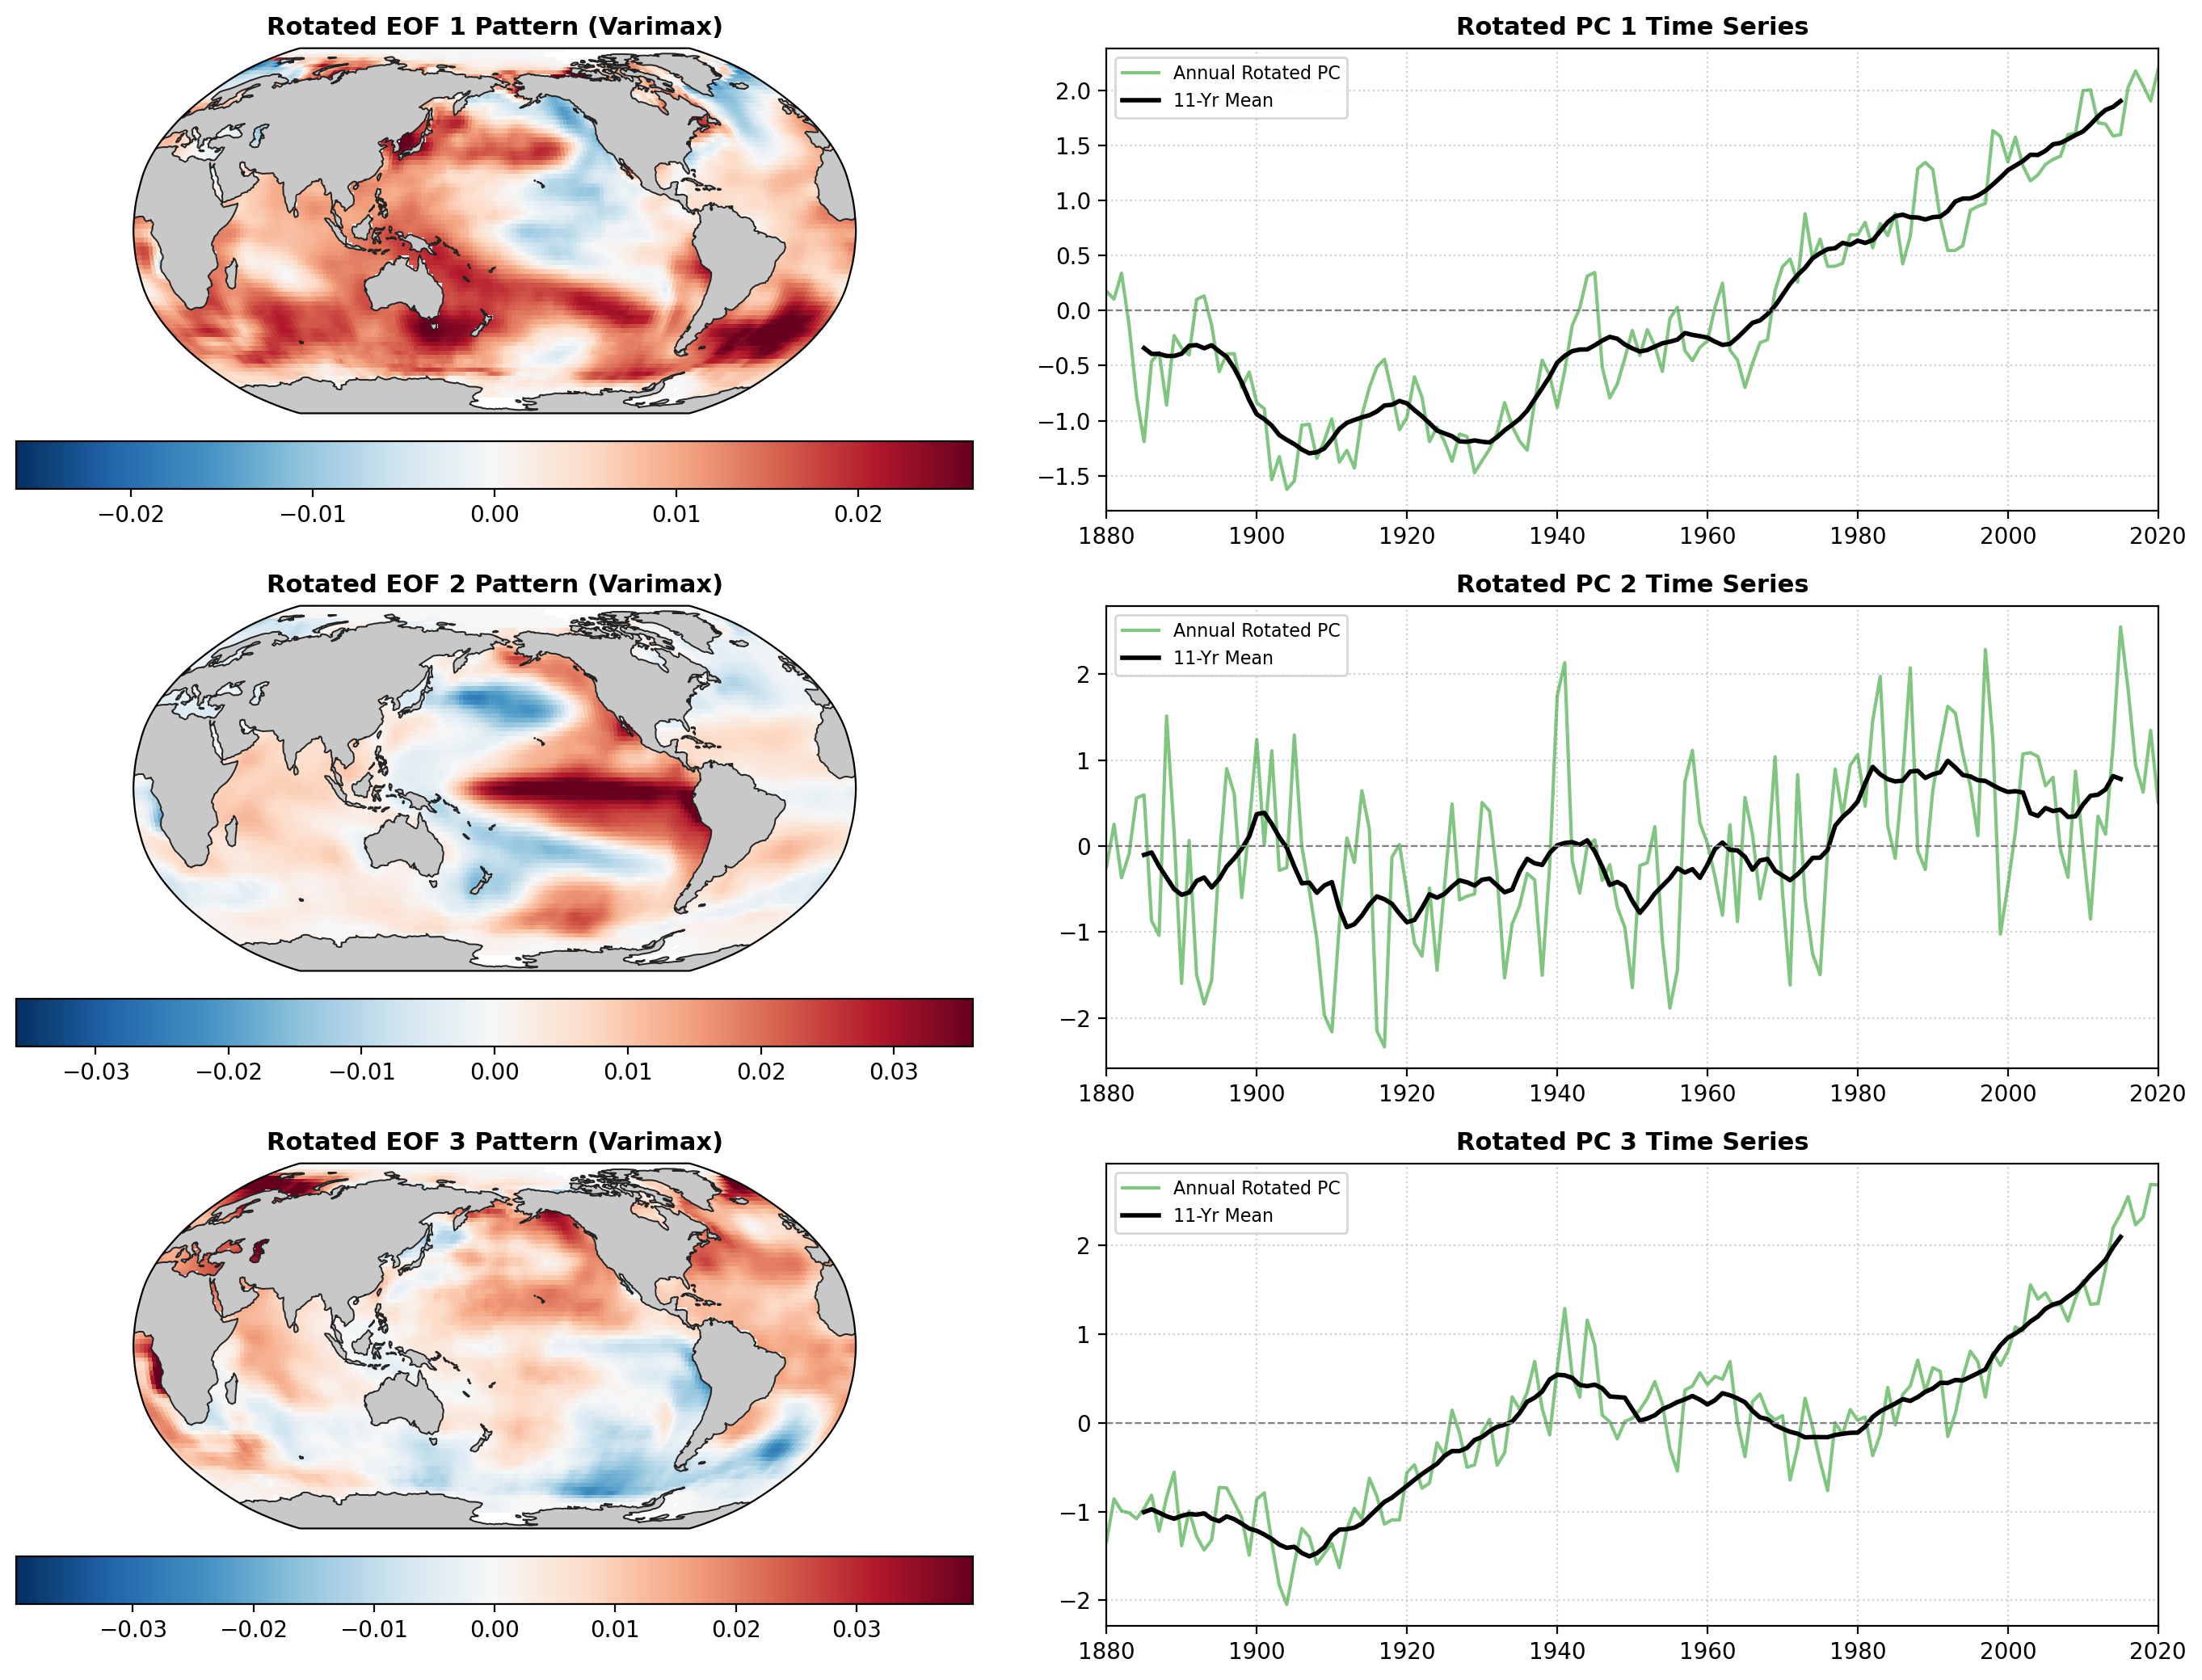 Rotated EOF 1 Pattern (Varimax)
−0.02 −0.01 0.00 0.01 0.02
Rotated PC 1 Time Series
Annual Rotated PC
11-Yr Mean
2.0
1.5
1.0
0.5
0.0
−0.5
−1.0
−1.5
1880 1900 1920 1940 1960 1980 2000 2020
Rotated EOF 2 Pattern (Varimax)
−0.03 −0.02 −0.01 0.00 0.01 0.02 0.03
Rotated PC 2 Time Series
Annual Rotated PC
11-Yr Mean
2
1
0
−1
−2
1880 1900 1920 1940 1960 1980 2000 2020
Rotated EOF 3 Pattern (Varimax)
−0.03 −0.02 −0.01 0.00 0.01 0.02 0.03
Rotated PC 3 Time Series
Annual Rotated PC
11-Yr Mean
2
1
0
−1
−2
1880 1900 1920 1940 1960 1980 2000 2020